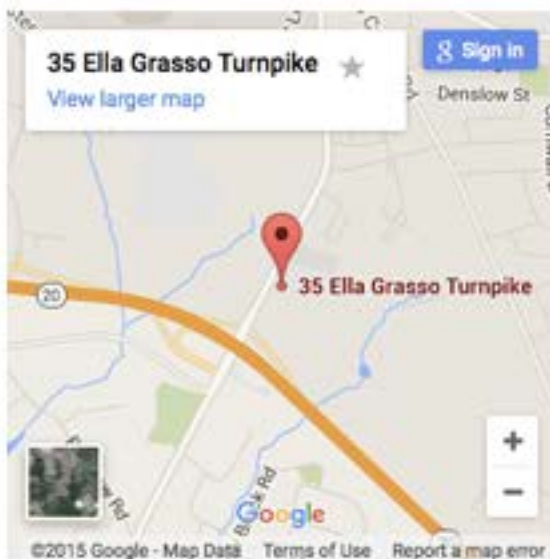 35 Ella Grasso Turnpike
View larger map
8 Sign in
Denslow St
35 Ella Grasso Turnpike
20
+
−
Google
©2015 Google - Map Data Terms of Use Report a map error